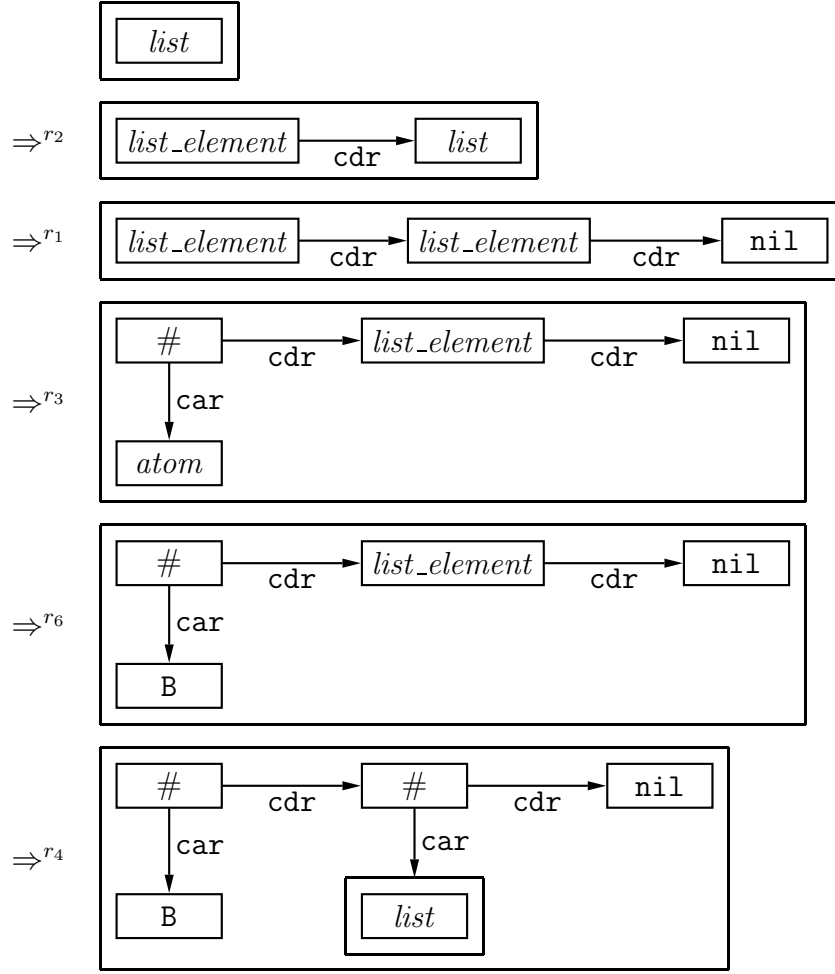 list
⇒r2 list_element cdr list
⇒r1 list_element cdr list_element cdr nil
# cdr list_element cdr nil
⇒r3 car
atom
# cdr list_element cdr nil
⇒r6 car
B
# cdr # cdr nil
car car
⇒r4
B list